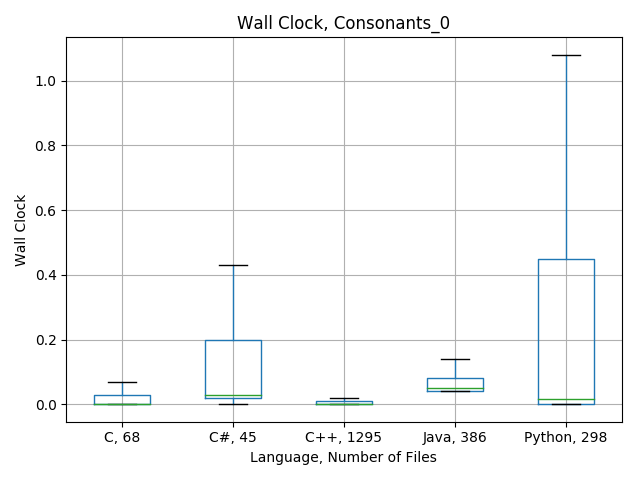 Wall Clock, Consonants_0
Wall Clock
1.0
0.8
0.6
0.4
0.2
0.0
C, 68
C#, 45
C++, 1295
Java, 386
Python, 298
Language, Number of Files